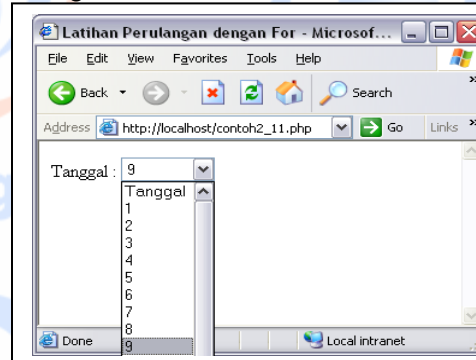 Latihan Perulangan dengan For - Microsof...
File Edit View Favorites Tools Help
Back Search
Address http://localhost/contoh2_11.php Go Links
Tanggal : 9
Tanggal
1
2
3
4
5
6
7
8
9
Done Local intranet